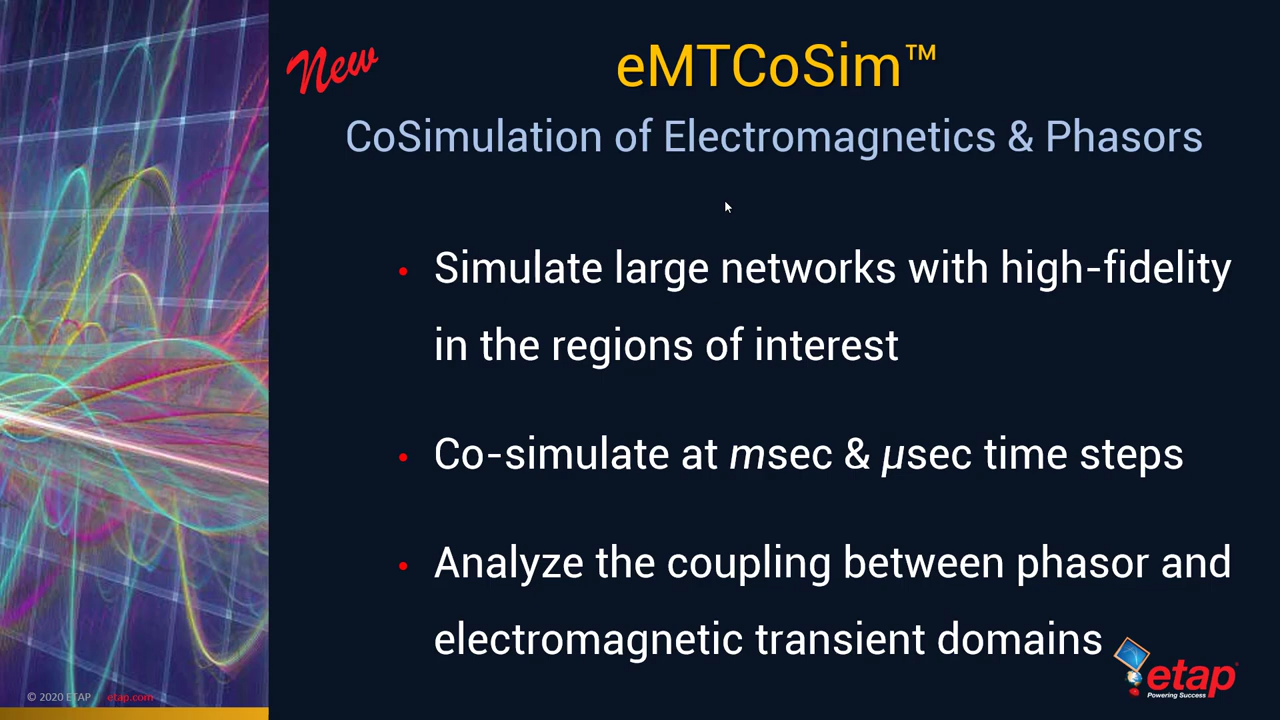 New
eMTCoSim™
CoSimulation of Electromagnetics & Phasors
• Simulate large networks with high-fidelity
in the regions of interest
• Co-simulate at msec & µsec time steps
• Analyze the coupling between phasor and
electromagnetic transient domains
© 2020 ETAP etap.com
etap®
Powering Success™